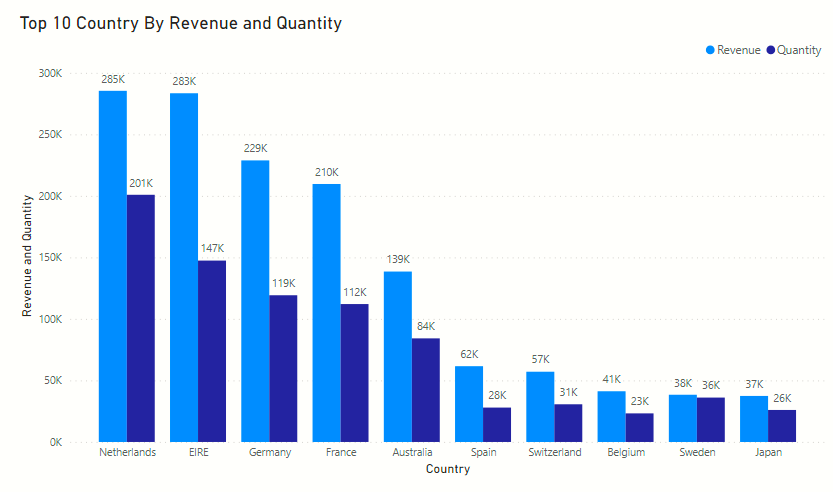 Top 10 Country By Revenue and Quantity
Revenue Quantity
300K
250K
200K
150K
100K
50K
0K
Revenue and Quantity
285K
201K
283K
147K
229K
119K
210K
112K
139K
84K
62K
28K
57K
31K
41K
23K
38K
36K
37K
26K
Netherlands EIRE Germany France Australia Spain Switzerland Belgium Sweden Japan
Country